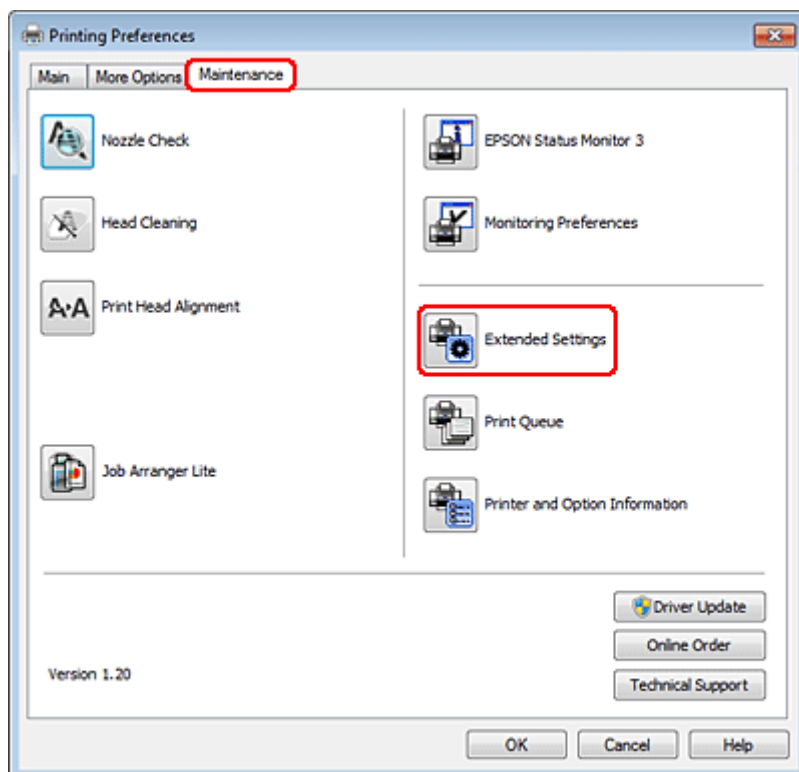 Printing Preferences
Main
More Options
Maintenance
Nozzle Check
Head Cleaning
A·A
Print Head Alignment
Job Arranger Lite
EPSON Status Monitor 3
Monitoring Preferences
Extended Settings
Print Queue
Printer and Option Information
Driver Update
Online Order
Technical Support
Version 1.20
OK
Cancel
Help